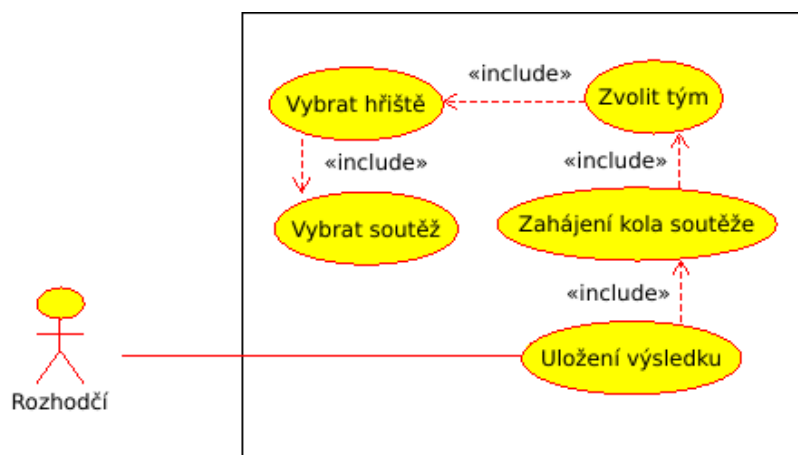 «include»
Vybrat hřiště
Zvolit tým
«include»
«include»
Vybrat soutěž
Zahájení kola soutěže
«include»
Uložení výsledku
Rozhodčí